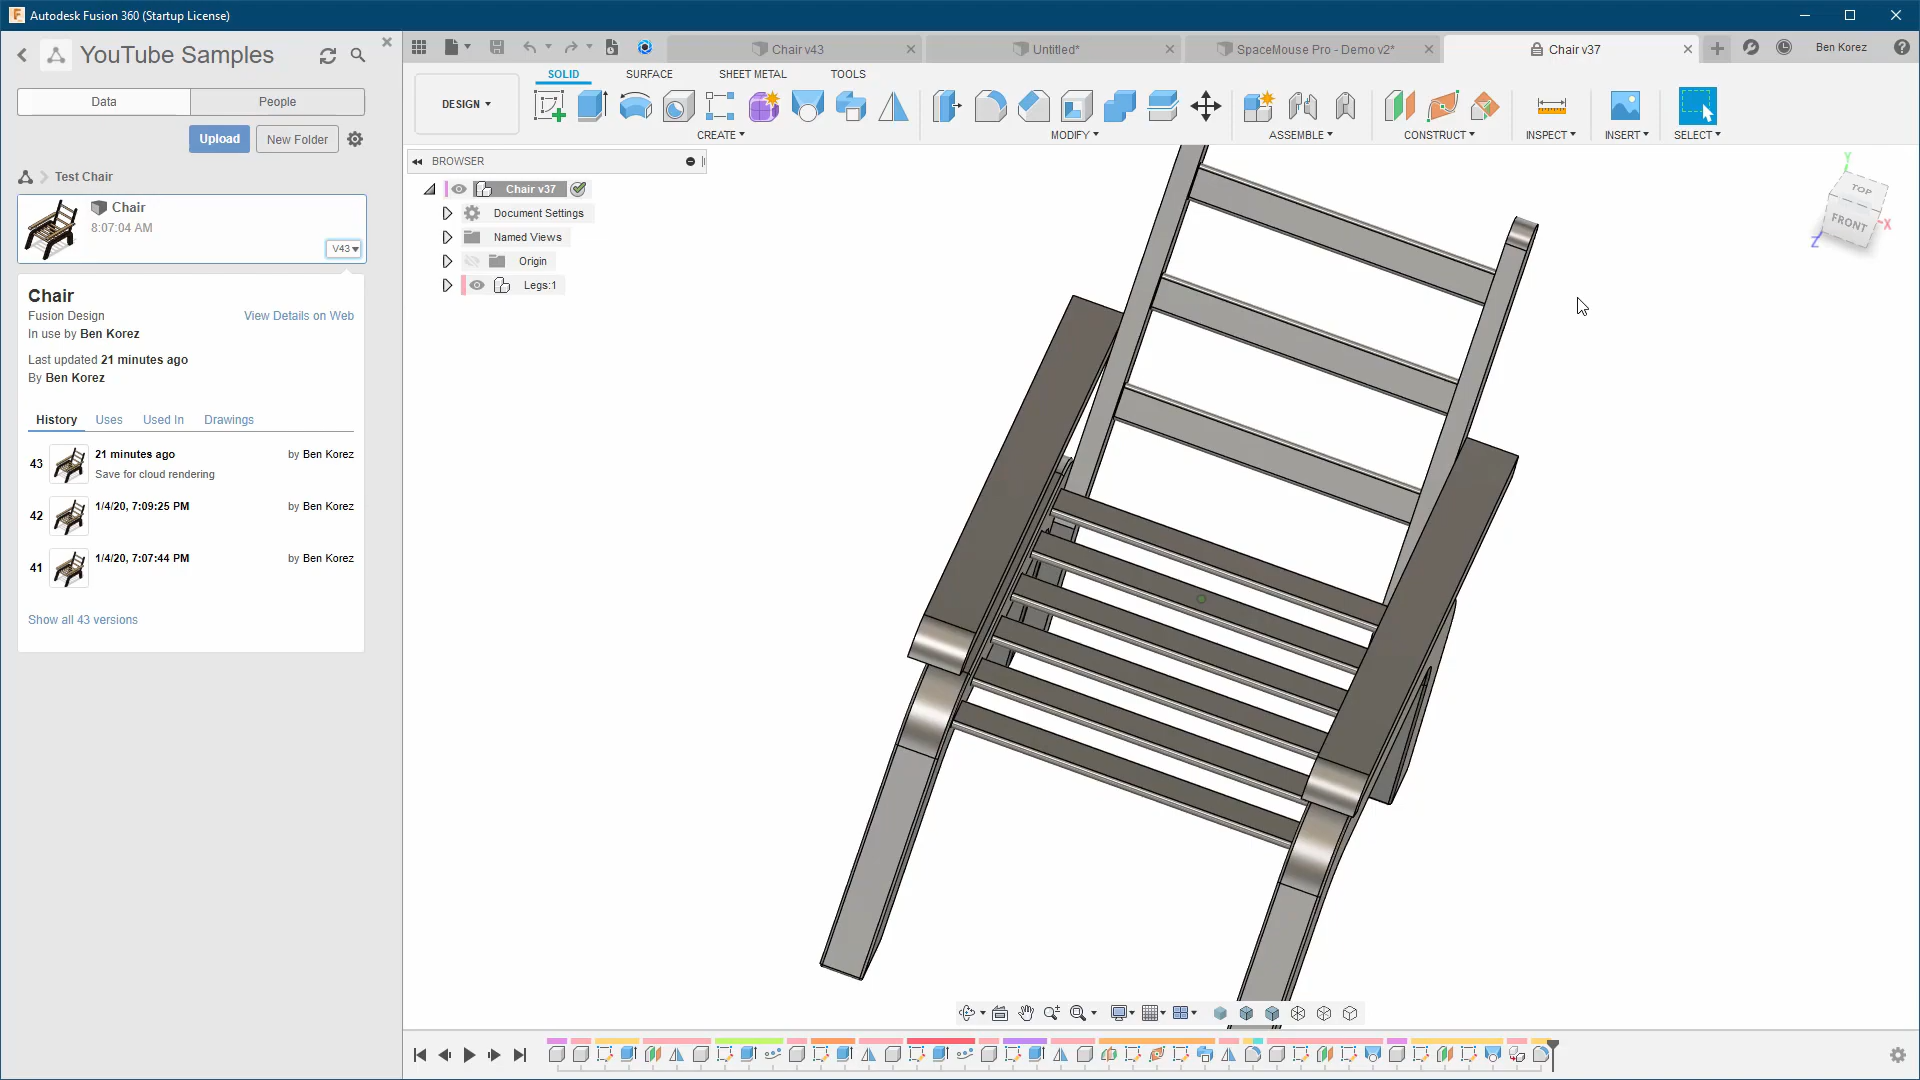 Autodesk Fusion 360 (Startup License)
YouTube Samples
Data
People
Upload
New Folder
Test Chair
Chair
8:07:04 AM
V43
Chair
Fusion Design
View Details on Web
In use by Ben Korez
Last updated 21 minutes ago
By Ben Korez
History
Uses
Used In
Drawings
43
21 minutes ago
by Ben Korez
Save for cloud rendering
42
1/4/20, 7:09:25 PM
by Ben Korez
41
1/4/20, 7:07:44 PM
by Ben Korez
Show all 43 versions
Chair v43
Untitled*
SpaceMouse Pro - Demo v2*
Chair v37
Ben Korez
DESIGN
SOLID
SURFACE
SHEET METAL
TOOLS
CREATE
MODIFY
ASSEMBLE
CONSTRUCT
INSPECT
INSERT
SELECT
BROWSER
Chair v37
Document Settings
Named Views
Origin
Legs:1
Y
TOP
FRONT
X
Z